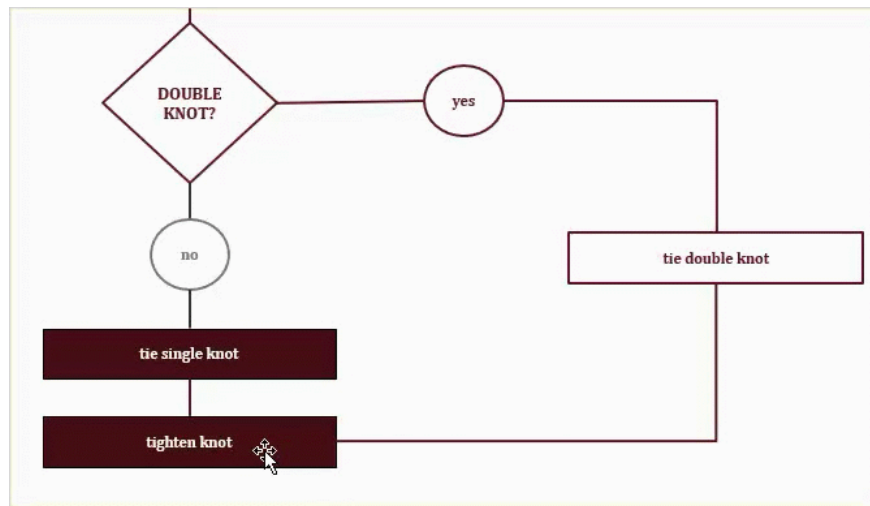 DOUBLE
KNOT?
yes
no
tie double knot
tie single knot
tighten knot